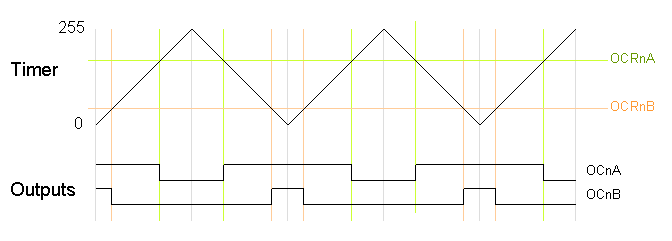 255
Timer
OCRnA
OCRnB
0
OCnA
Outputs
OCnB